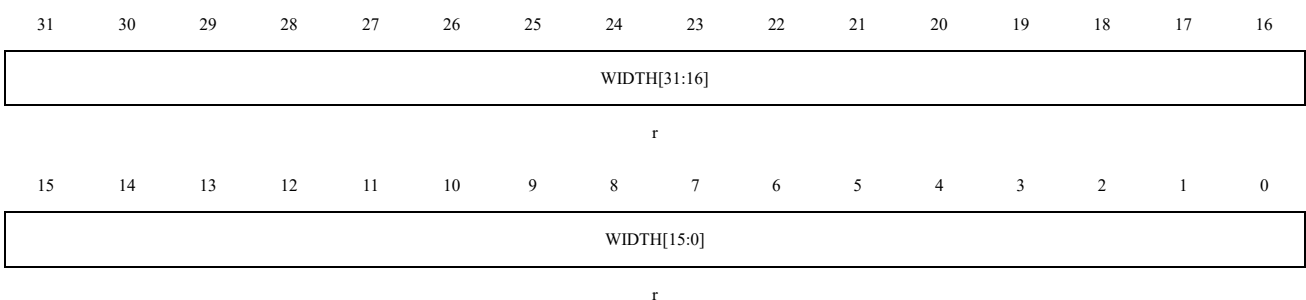 31 30 29 28 27 26 25 24 23 22 21 20 19 18 17 16
WIDTH[31:16]
r
15 14 13 12 11 10 9 8 7 6 5 4 3 2 1 0
WIDTH[15:0]
r